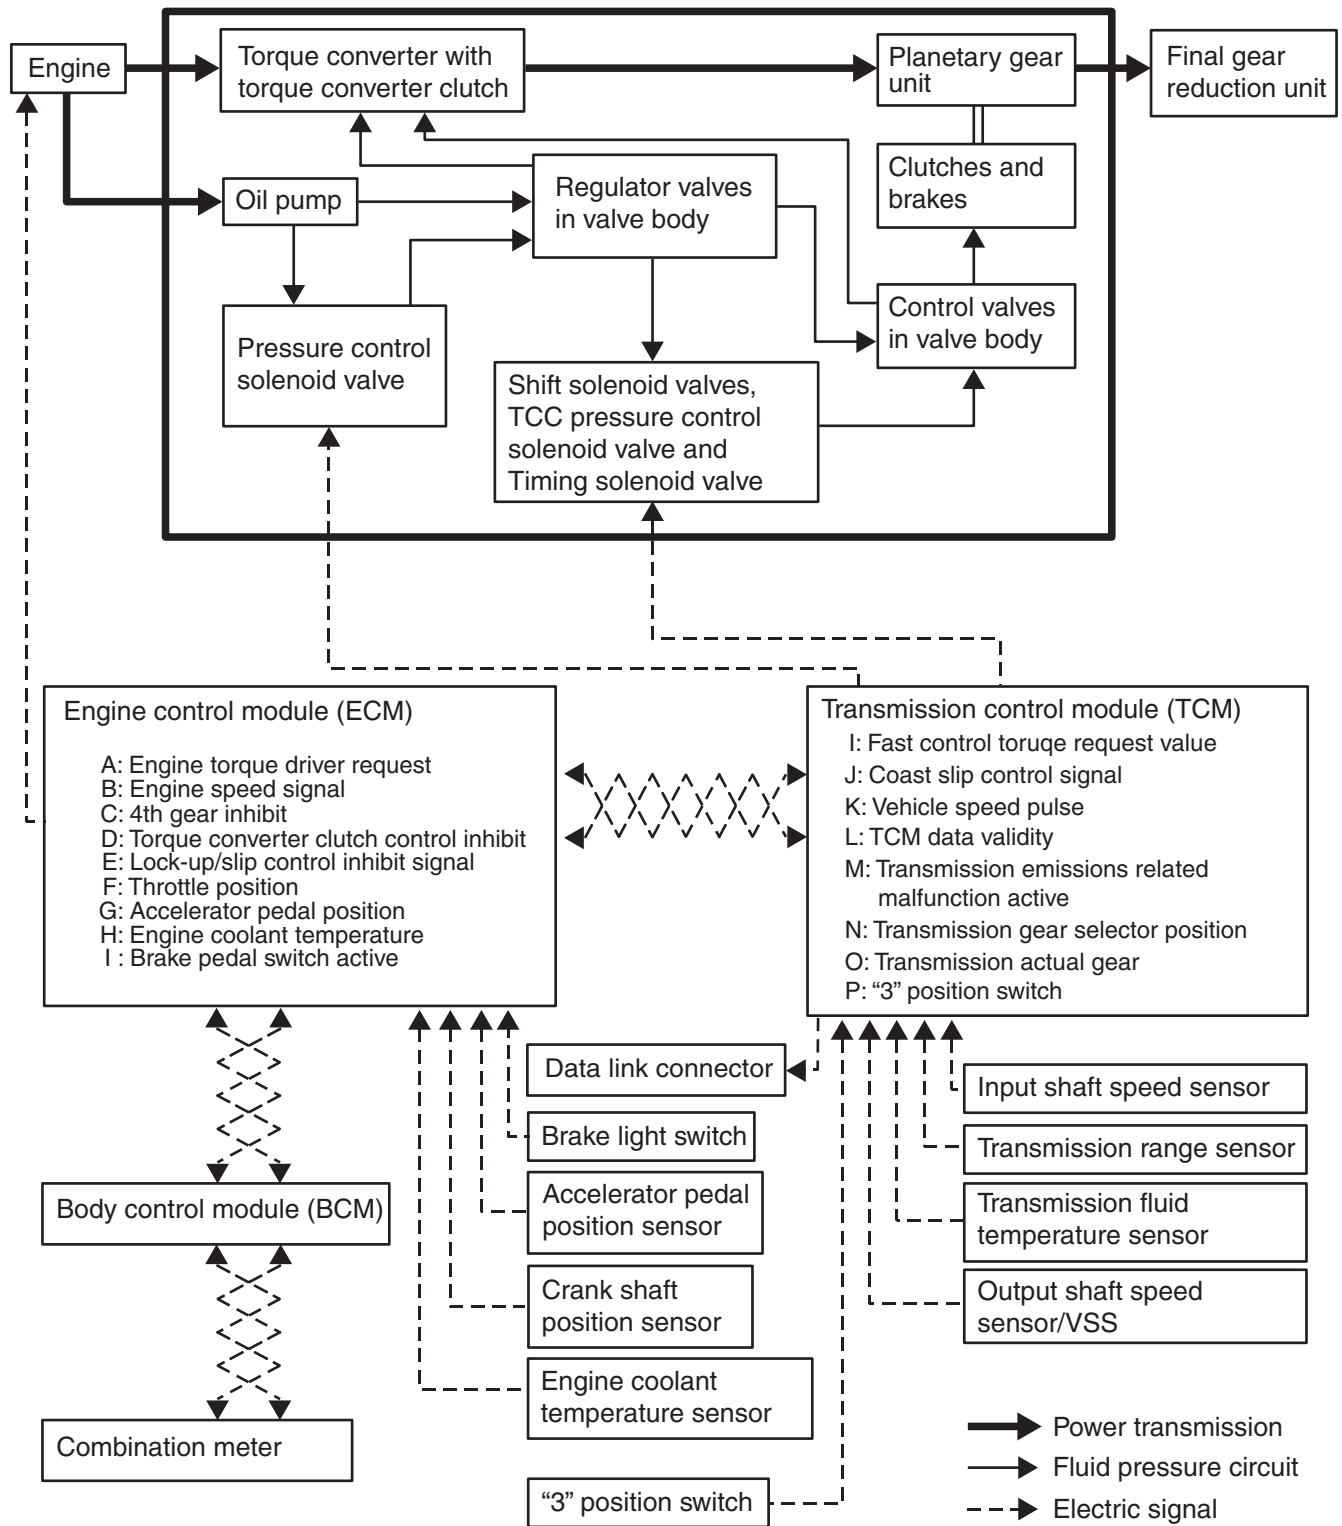 Engine
Torque converter with
torque converter clutch
Planetary gear
unit
Final gear
reduction unit
Oil pump
Regulator valves
in valve body
Clutches and
brakes
Pressure control
solenoid valve
Control valves
in valve body
Shift solenoid valves,
TCC pressure control
solenoid valve and
Timing solenoid valve
Engine control module (ECM)
A: Engine torque driver request
B: Engine speed signal
C: 4th gear inhibit
D: Torque converter clutch control inhibit
E: Lock-up/slip control inhibit signal
F: Throttle position
G: Accelerator pedal position
H: Engine coolant temperature
I : Brake pedal switch active
Transmission control module (TCM)
I: Fast control toruqe request value
J: Coast slip control signal
K: Vehicle speed pulse
L: TCM data validity
M: Transmission emissions related
malfunction active
N: Transmission gear selector position
O: Transmission actual gear
P: “3” position switch
Data link connector
Brake light switch
Accelerator pedal
position sensor
Crank shaft
position sensor
Engine coolant
temperature sensor
“3” position switch
Input shaft speed sensor
Transmission range sensor
Transmission fluid
temperature sensor
Output shaft speed
sensor/VSS
Body control module (BCM)
Combination meter
Power transmission
Fluid pressure circuit
Electric signal